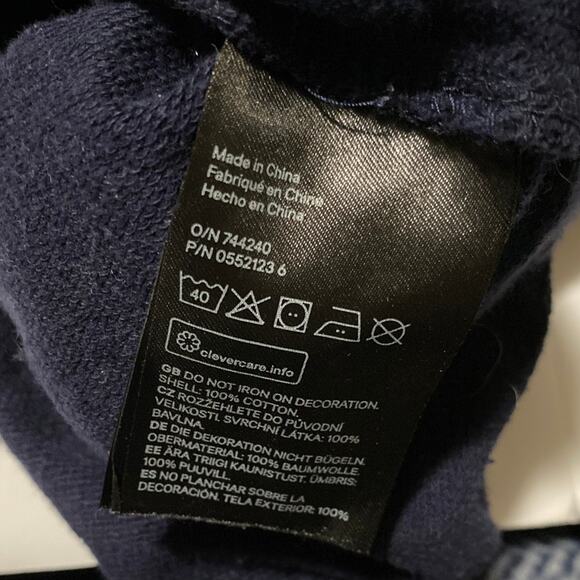 Made in China
Fabriqué en Chine
Hecho en China
O/N 744240
P/N 0552123 6
40
clevercare.info
GB DO NOT IRON ON DECORATION.
SHELL: 100% COTTON.
CZ ROZŽEHLETE DO PŮVODNÍ
VELIKOSTI. SVRCHNÍ LÁTKA: 100%
BAVLNA.
DE DIE DEKORATION NICHT BÜGELN.
OBERMATERIAL: 100% BAUMWOLLE.
EE ÄRA TRIIGI KAUNISTUST. ÜMBRIS:
100% PUUVILL.
ES NO PLANCHAR SOBRE LA
DECORACIÓN. TELA EXTERIOR: 100%